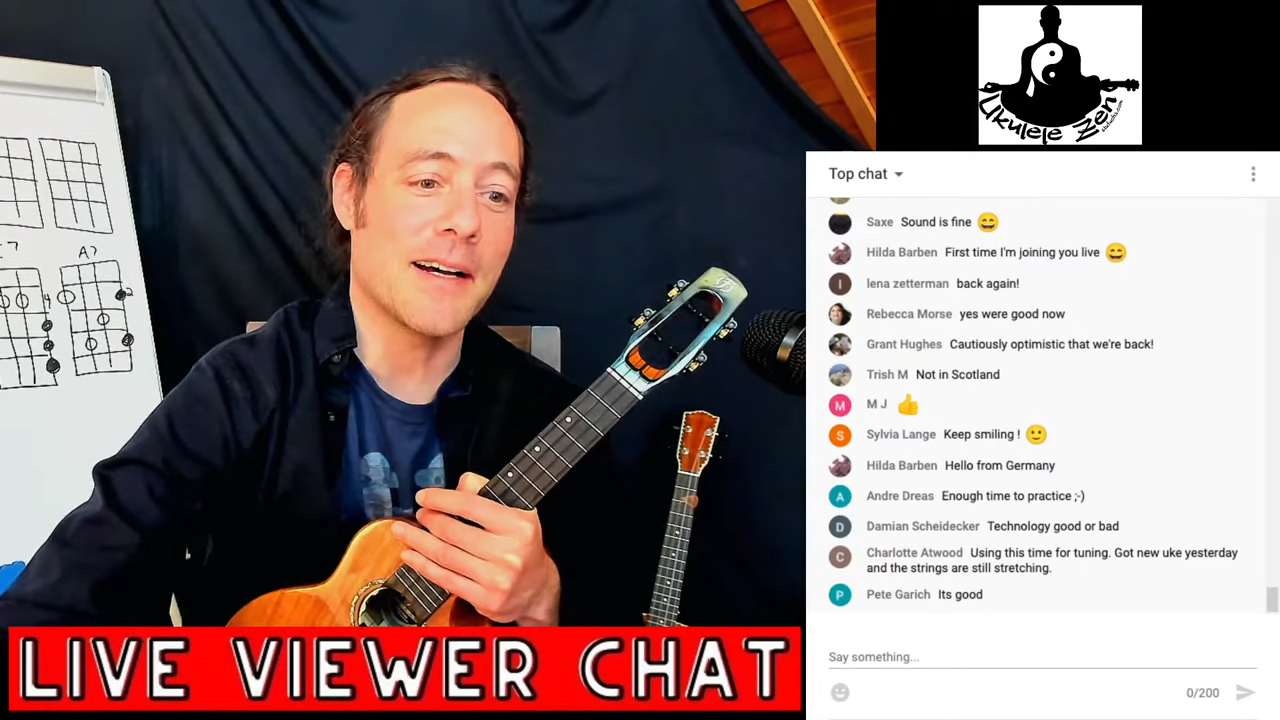 A7
LIVE VIEWER CHAT
Ukulele Zen
Top chat
Saxe Sound is fine 😄
Hilda Barben First time I'm joining you live 😄
I
lena zetterman back again!
Rebecca Morse yes were good now
Grant Hughes Cautiously optimistic that we're back!
Trish M Not in Scotland
M
M J 👍
S
Sylvia Lange Keep smiling ! 🙂
Hilda Barben Hello from Germany
A
Andre Dreas Enough time to practice ;-)
D
Damian Scheidecker Technology good or bad
C
Charlotte Atwood Using this time for tuning. Got new uke yesterday
and the strings are still stretching.
P
Pete Garich Its good
Say something...
0/200